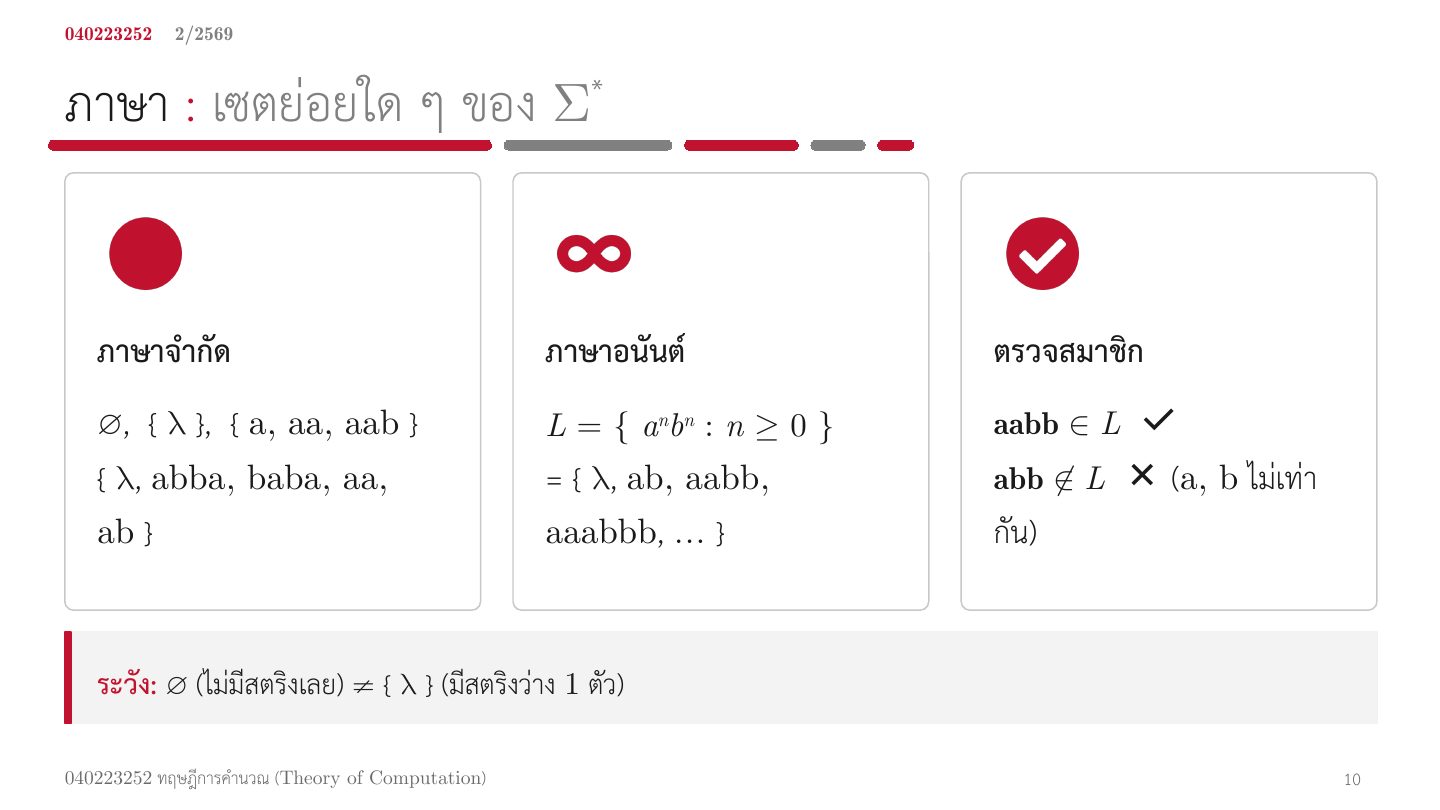 040223252 2/2569
ภาษา : เซตย่อยใด ๆ ของ Σ*
ภาษาจำกัด
∅, { λ }, { a, aa, aab }
{ λ, abba, baba, aa,
ab }
ภาษาอนันต์
L = { aⁿbⁿ : n ≥ 0 }
= { λ, ab, aabb,
aaabbb, … }
ตรวจสมาชิก
aabb ∈ L ✓
abb ∉ L ✕ (a, b ไม่เท่า
กัน)
ระวัง: ∅ (ไม่มีสตริงเลย) ≠ { λ } (มีสตริงว่าง 1 ตัว)
040223252 ทฤษฎีการคำนวณ (Theory of Computation) 10